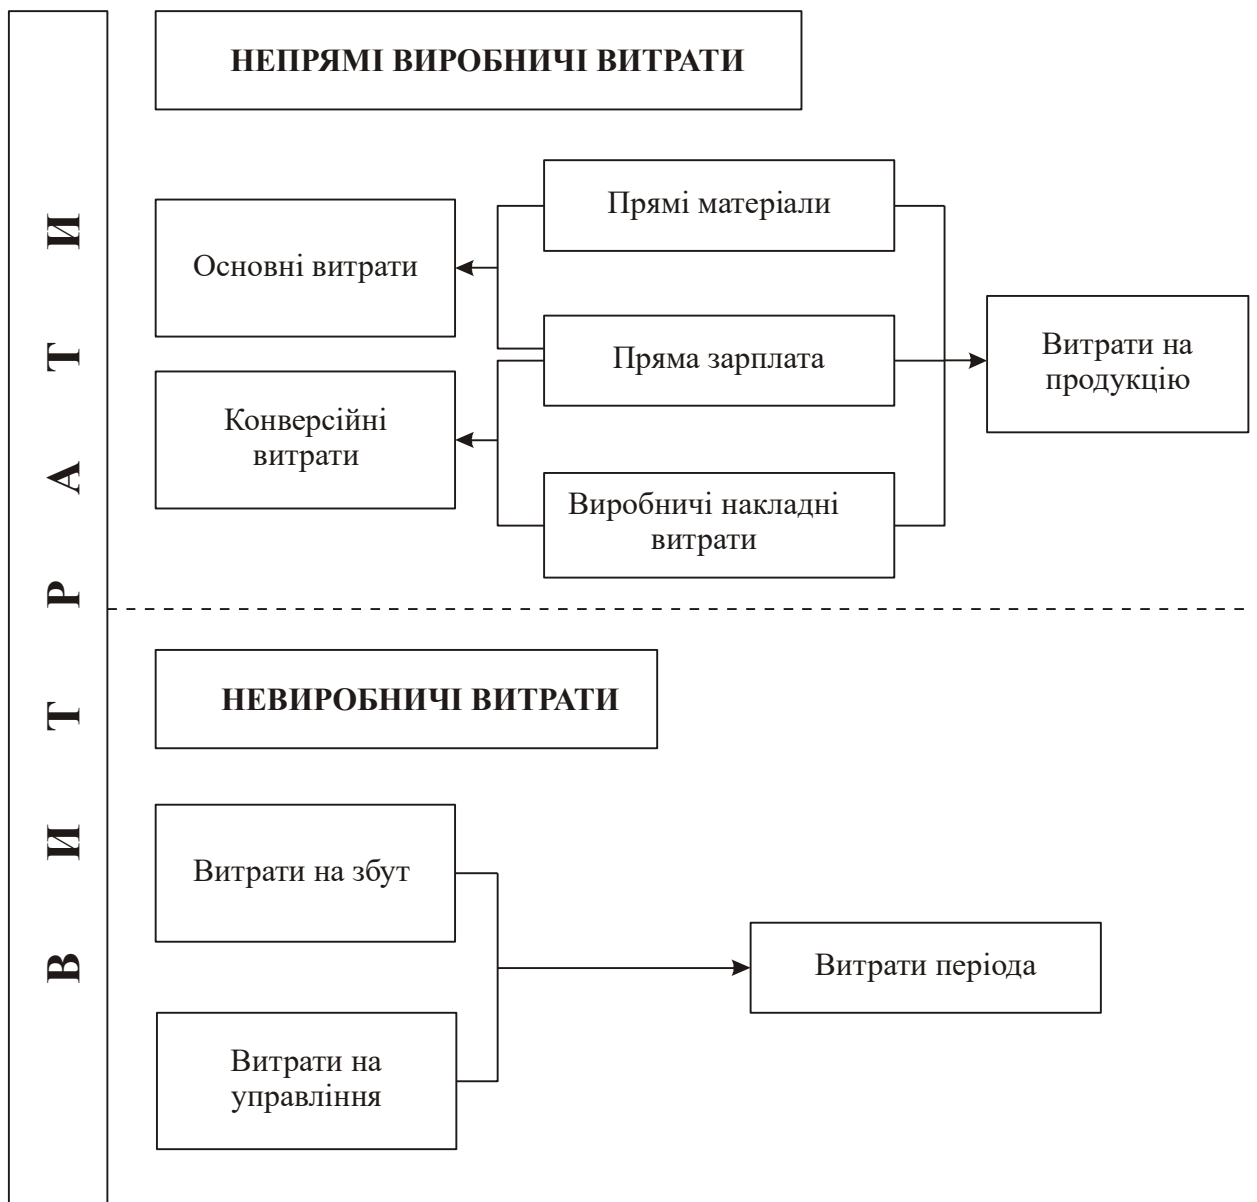 ВИТРАТИ
НЕПРЯМІ ВИРОБНИЧІ ВИТРАТИ
Прямі матеріали
Основні витрати
Пряма зарплата
Витрати на
продукцію
Конверсійні
витрати
Виробничі накладні
витрати
НЕВИРОБНИЧІ ВИТРАТИ
Витрати на збут
Витрати періода
Витрати на
управління